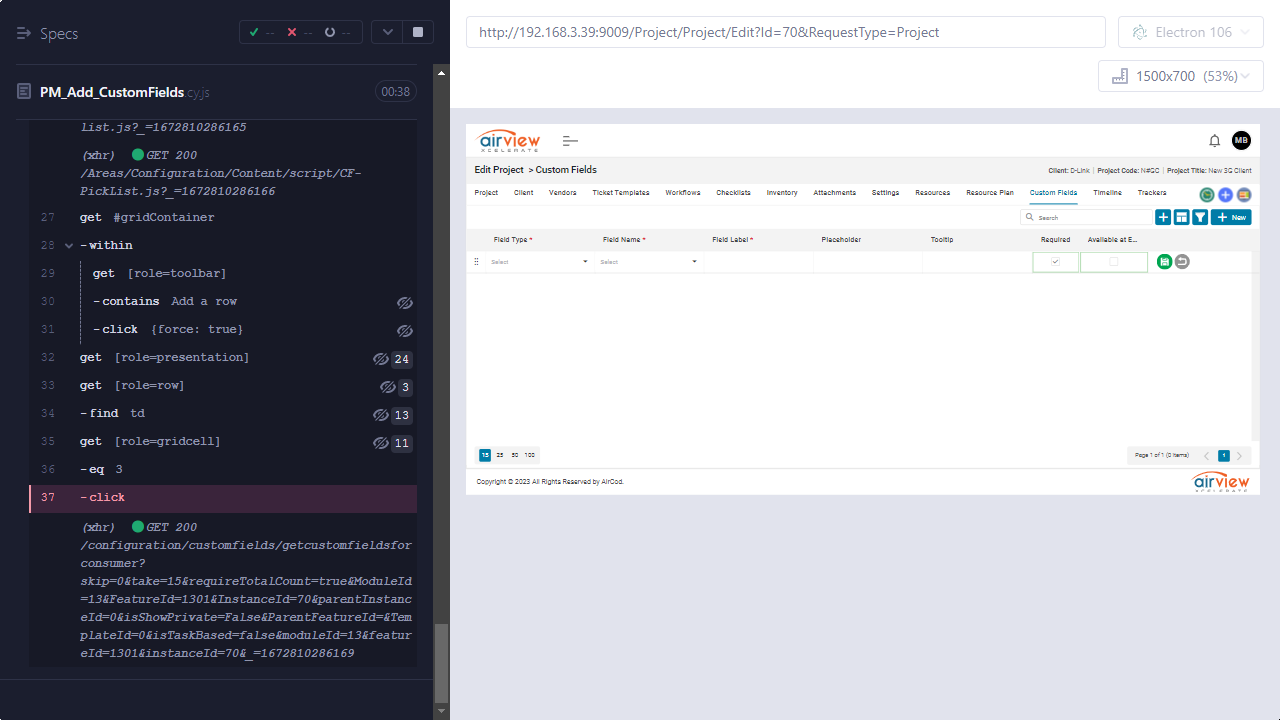 Specs
--
--
--
PM_Add_CustomFields.cy.js
00:38
list.js?_=1672810286165
(xhr) GET 200
/Areas/Configuration/Content/script/CF-
PickList.js?_=1672810286166
27 get #gridContainer
28 -within
29 get [role=toolbar]
30 -contains Add a row
31 -click {force: true}
32 get [role=presentation] 24
33 get [role=row] 3
34 -find td 13
35 get [role=gridcell] 11
36 -eq 3
37 -click
(xhr) GET 200
/configuration/customfields/getcustomfieldsfor
consumer?
skip=0&take=15&requireTotalCount=true&ModuleId
=13&FeatureId=1301&InstanceId=70&parentInstanc
eId=0&isShowPrivate=False&ParentFeatureId=&Tem
plateId=0&isTaskBased=false&moduleId=13&featur
eId=1301&instanceId=70&_=1672810286169
http://192.168.3.39:9009/Project/Project/Edit?Id=70&RequestType=Project
Electron 106
1500x700 (53%)
airview
XCELERATE
MB
Edit Project > Custom Fields
Client: D-Link | Project Code: N#GC | Project Title: New 3G Client
Project Client Vendors Ticket Templates Workflows Checklists Inventory Attachments Settings Resources Resource Plan Custom Fields Timeline Trackers
Search
New
Field Type * Field Name * Field Label * Placeholder Tooltip Required Available at E...
Select Select
15 25 50 100
Page 1 of 1 (0 items) 1
Copyright © 2023 All Rights Reserved by AirCod.
airview
XCELERATE